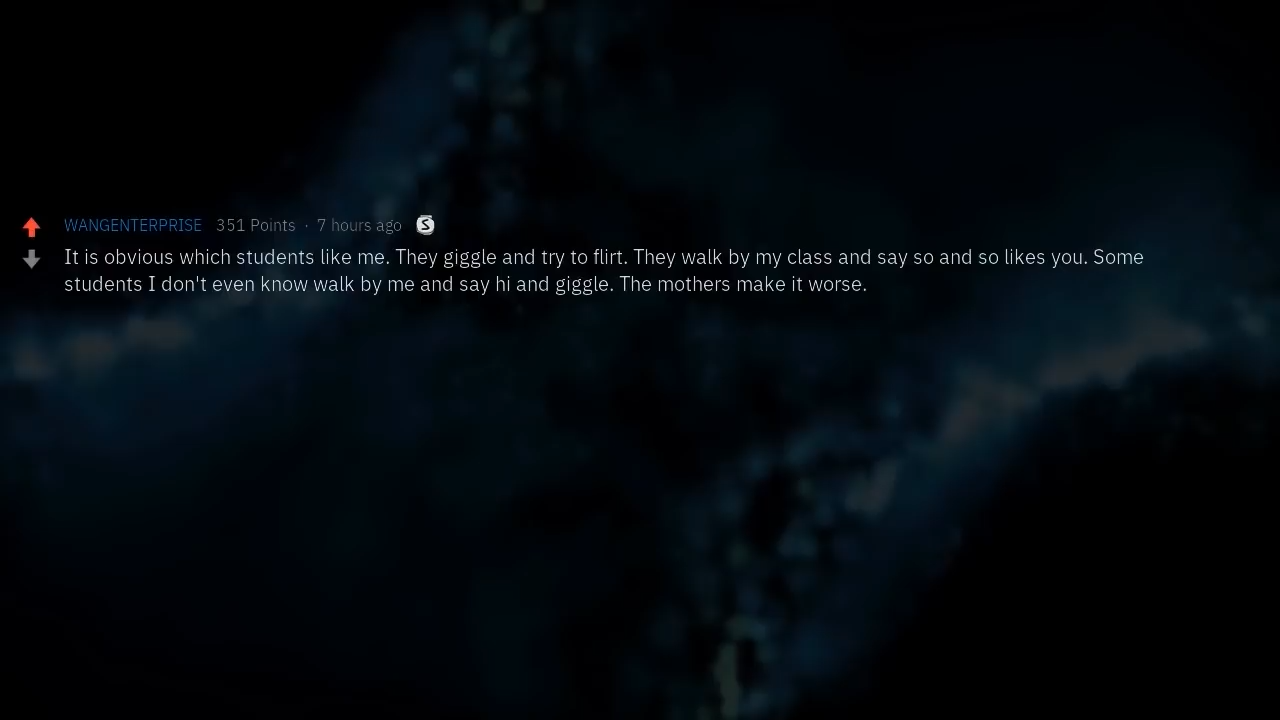 WANGENTERPRISE 351 Points · 7 hours ago S
It is obvious which students like me. They giggle and try to flirt. They walk by my class and say so and so likes you. Some
students I don't even know walk by me and say hi and giggle. The mothers make it worse.